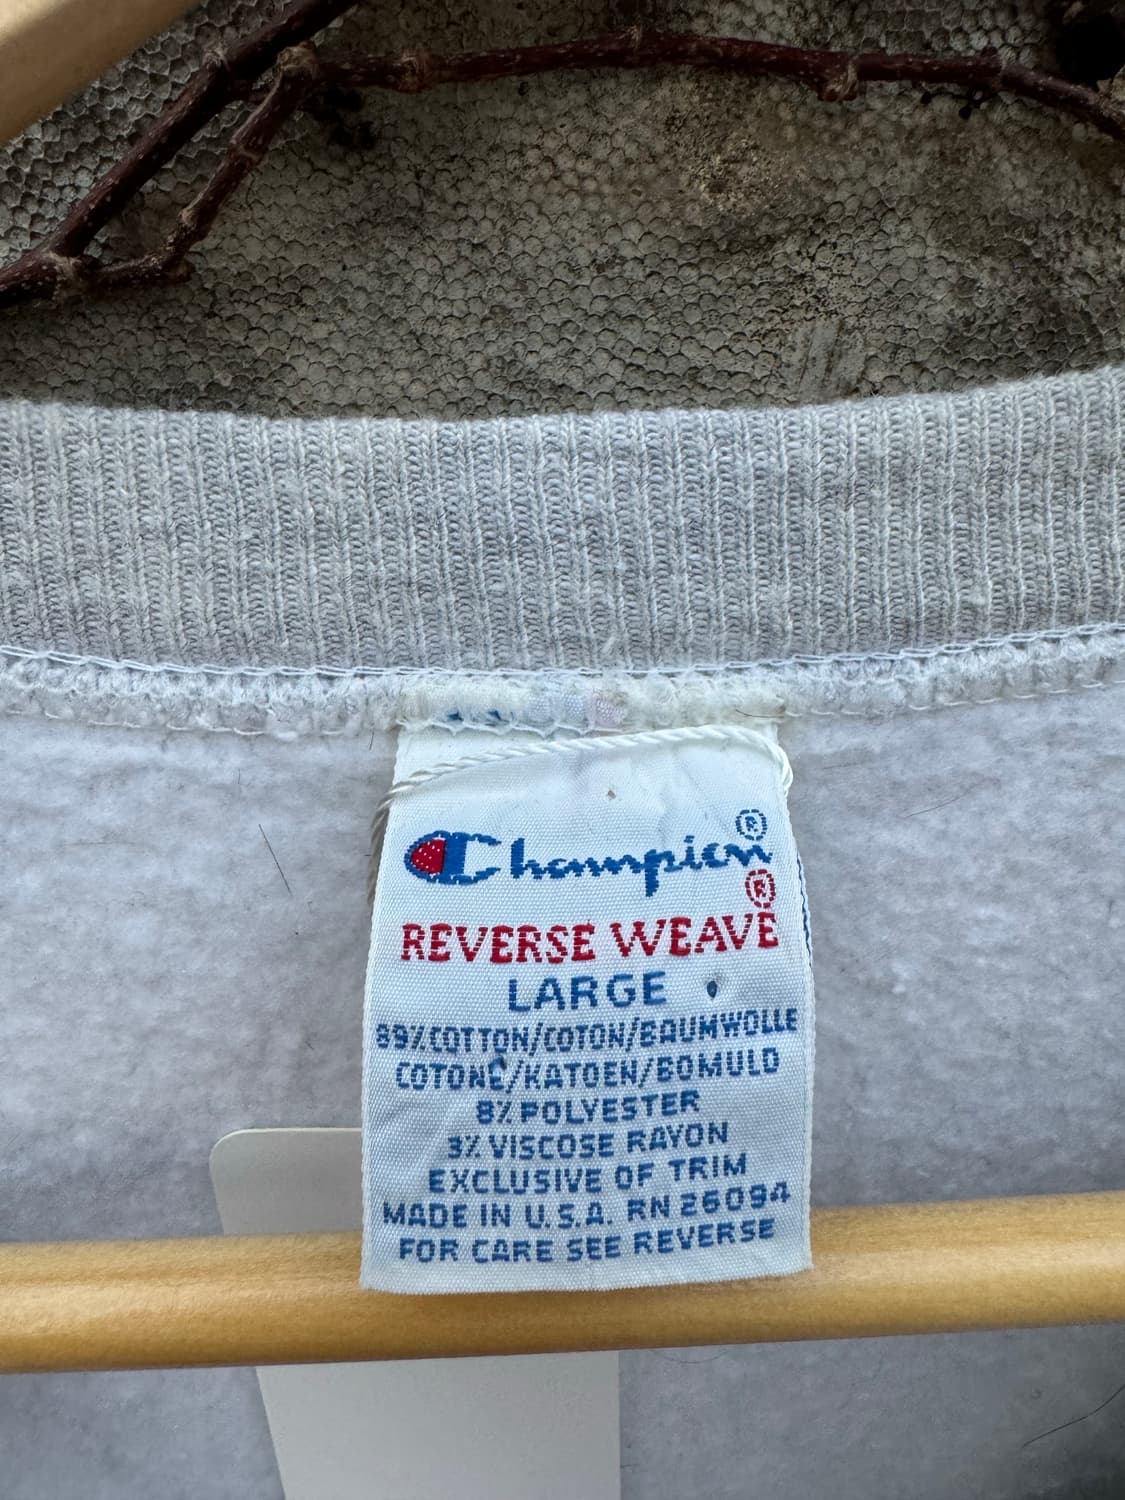 Champion®
®
REVERSE WEAVE
LARGE
89% COTTON/COTON/BAUMWOLLE
COTONE/KATOEN/BOMULD
8% POLYESTER
3% VISCOSE RAYON
EXCLUSIVE OF TRIM
MADE IN U.S.A. RN 26094
FOR CARE SEE REVERSE